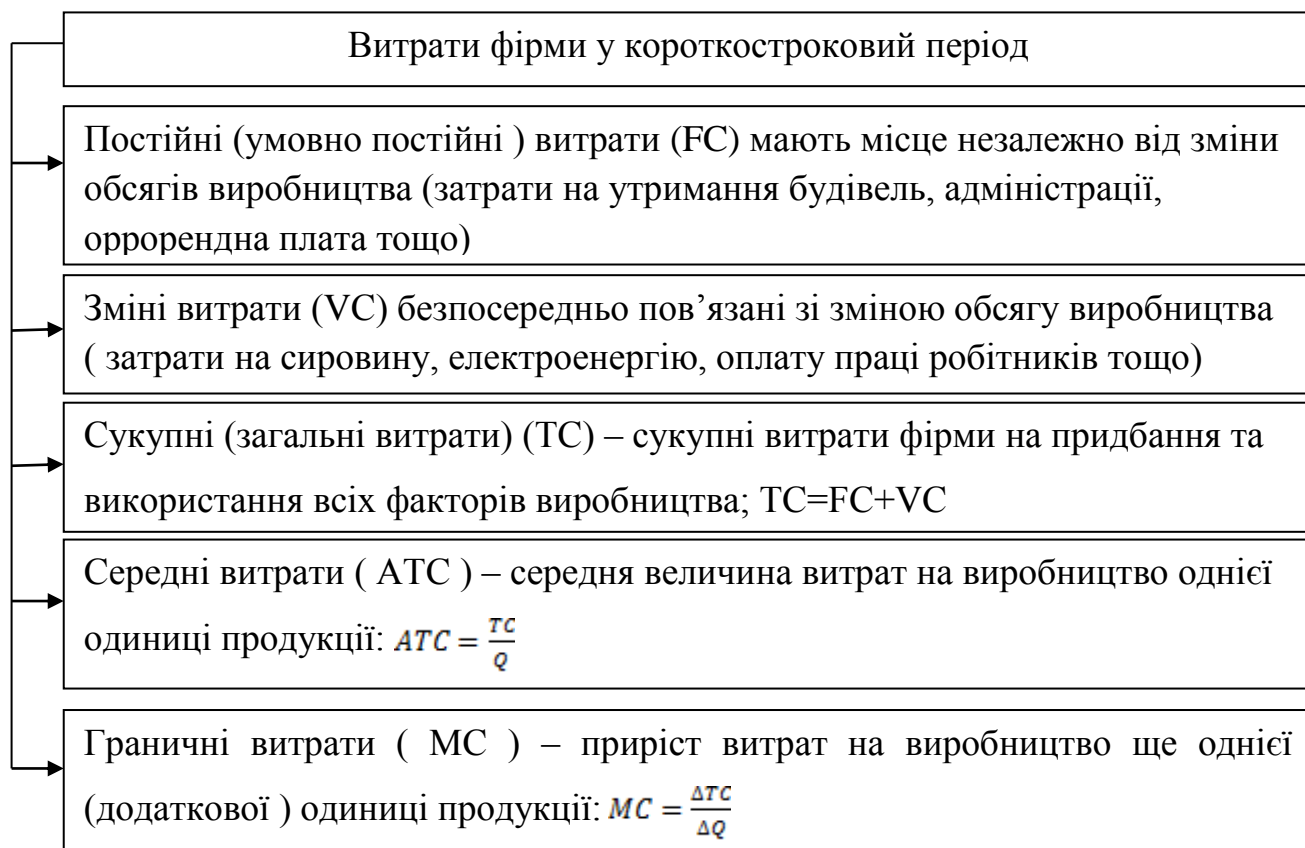 Витрати фірми у короткостроковий період
Постійні (умовно постійні ) витрати (FC) мають місце незалежно від зміни
обсягів виробництва (затрати на утримання будівель, адміністрації,
оррорендна плата тощо)
Зміні витрати (VC) безпосередньо пов’язані зі зміною обсягу виробництва
( затрати на сировину, електроенергію, оплату праці робітників тощо)
Сукупні (загальні витрати) (TC) – сукупні витрати фірми на придбання та
використання всіх факторів виробництва; TC=FC+VC
Середні витрати ( ATC ) – середня величина витрат на виробництво однієї
одиниці продукції: ATC = TC/Q
Граничні витрати ( MC ) – приріст витрат на виробництво ще однієї
(додаткової ) одиниці продукції: MC = ΔTC/ΔQ